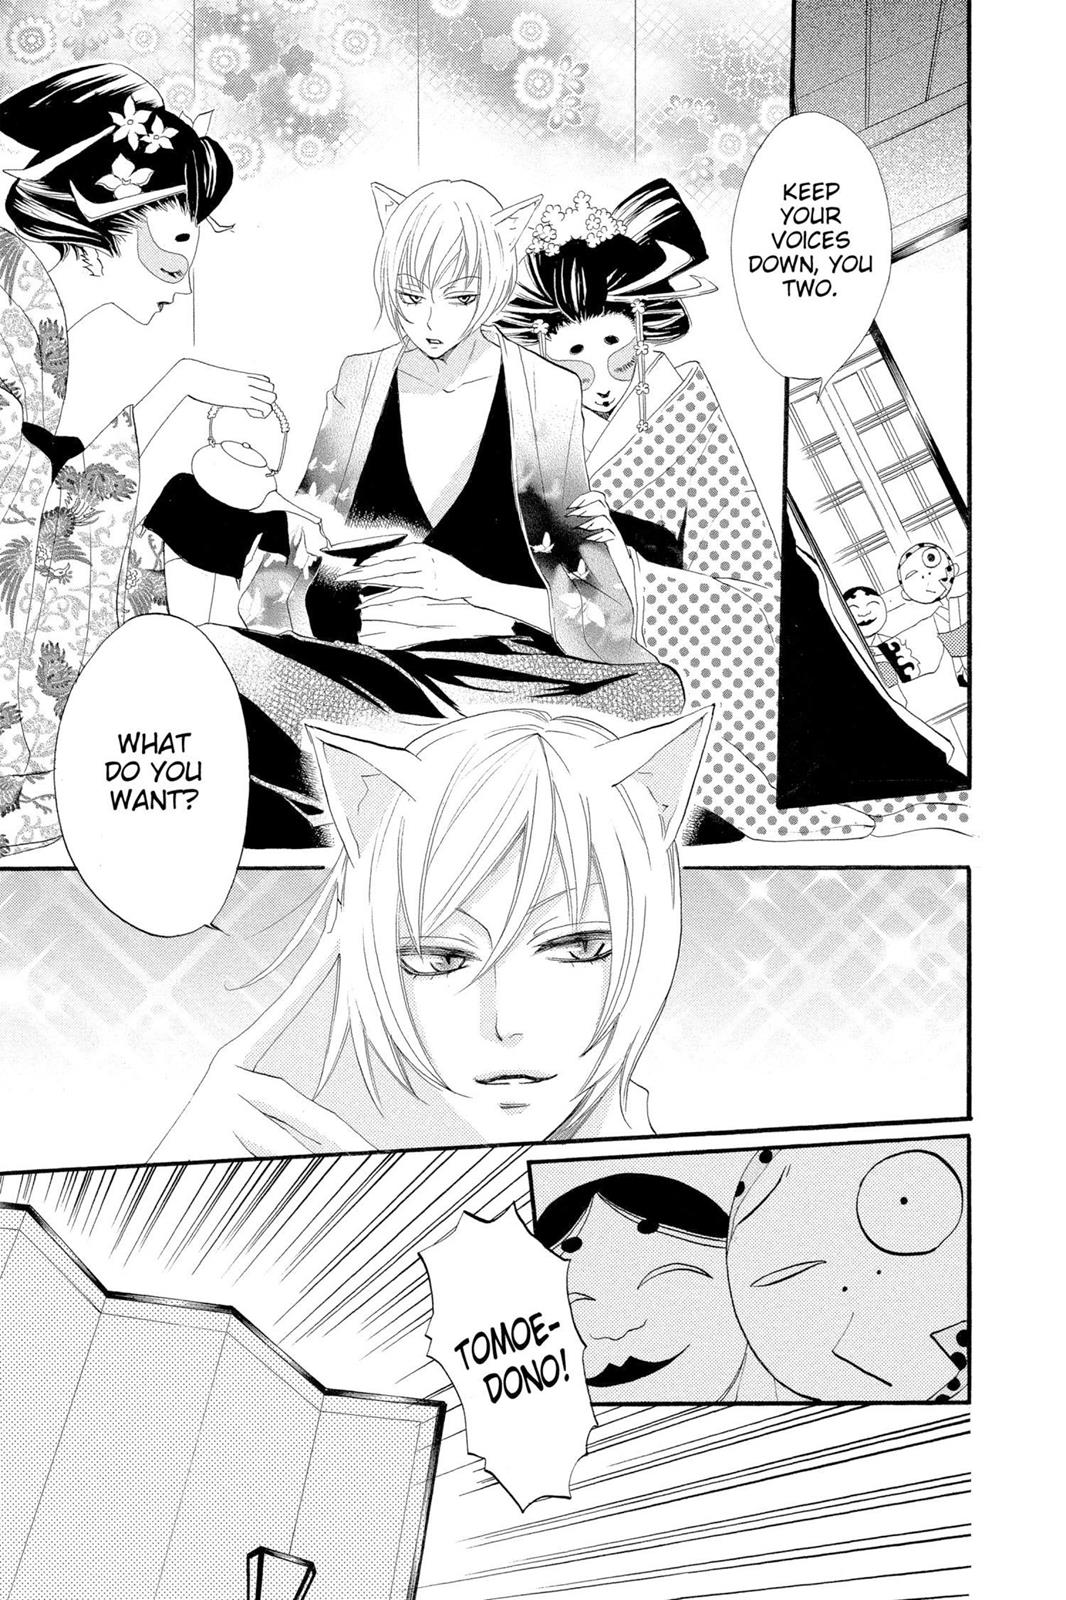 KEEP
YOUR
VOICES
DOWN, YOU
TWO.
WHAT
DO YOU
WANT?
TOMOE-
DONO!